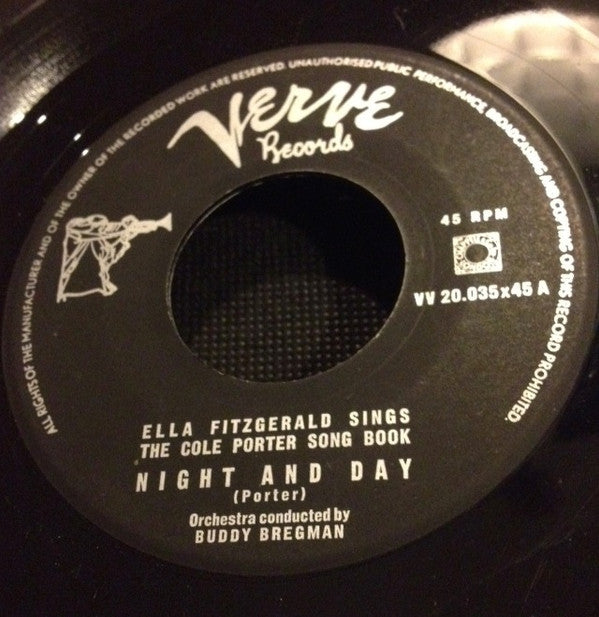 ALL RIGHTS OF THE MANUFACTURER AND OF THE OWNER OF THE RECORDED WORK ARE RESERVED. UNAUTHORISED PUBLIC PERFORMANCE, BROADCASTING AND COPYING OF THIS RECORD PROHIBITED.
Verve
Records
45 RPM
VV 20.035x45 A
ELLA FITZGERALD SINGS
THE COLE PORTER SONG BOOK
NIGHT AND DAY
(Porter)
Orchestra conducted by
BUDDY BREGMAN